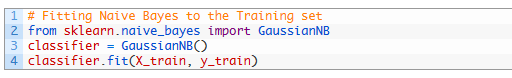 1 # Fitting Naive Bayes to the Training set
2 from sklearn.naive_bayes import GaussianNB
3 classifier = GaussianNB()
4 classifier.fit(X_train, y_train)